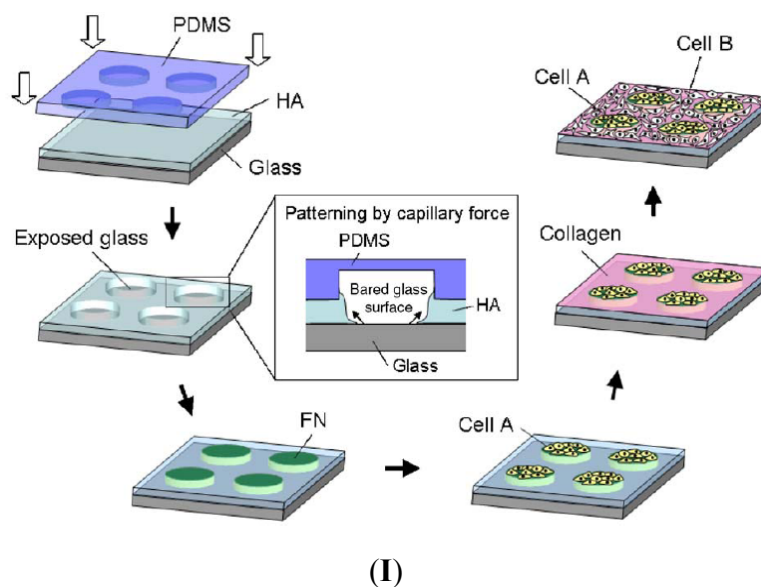 PDMS
HA
Glass
Exposed glass
Patterning by capillary force
PDMS
Bared glass
surface
HA
Glass
FN
Cell A
Collagen
Cell A
Cell B
(I)